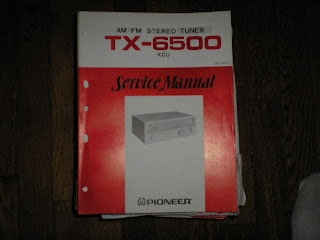 AM/FM STEREO TUNER
TX-6500
KCU
Service Manual
PIONEER